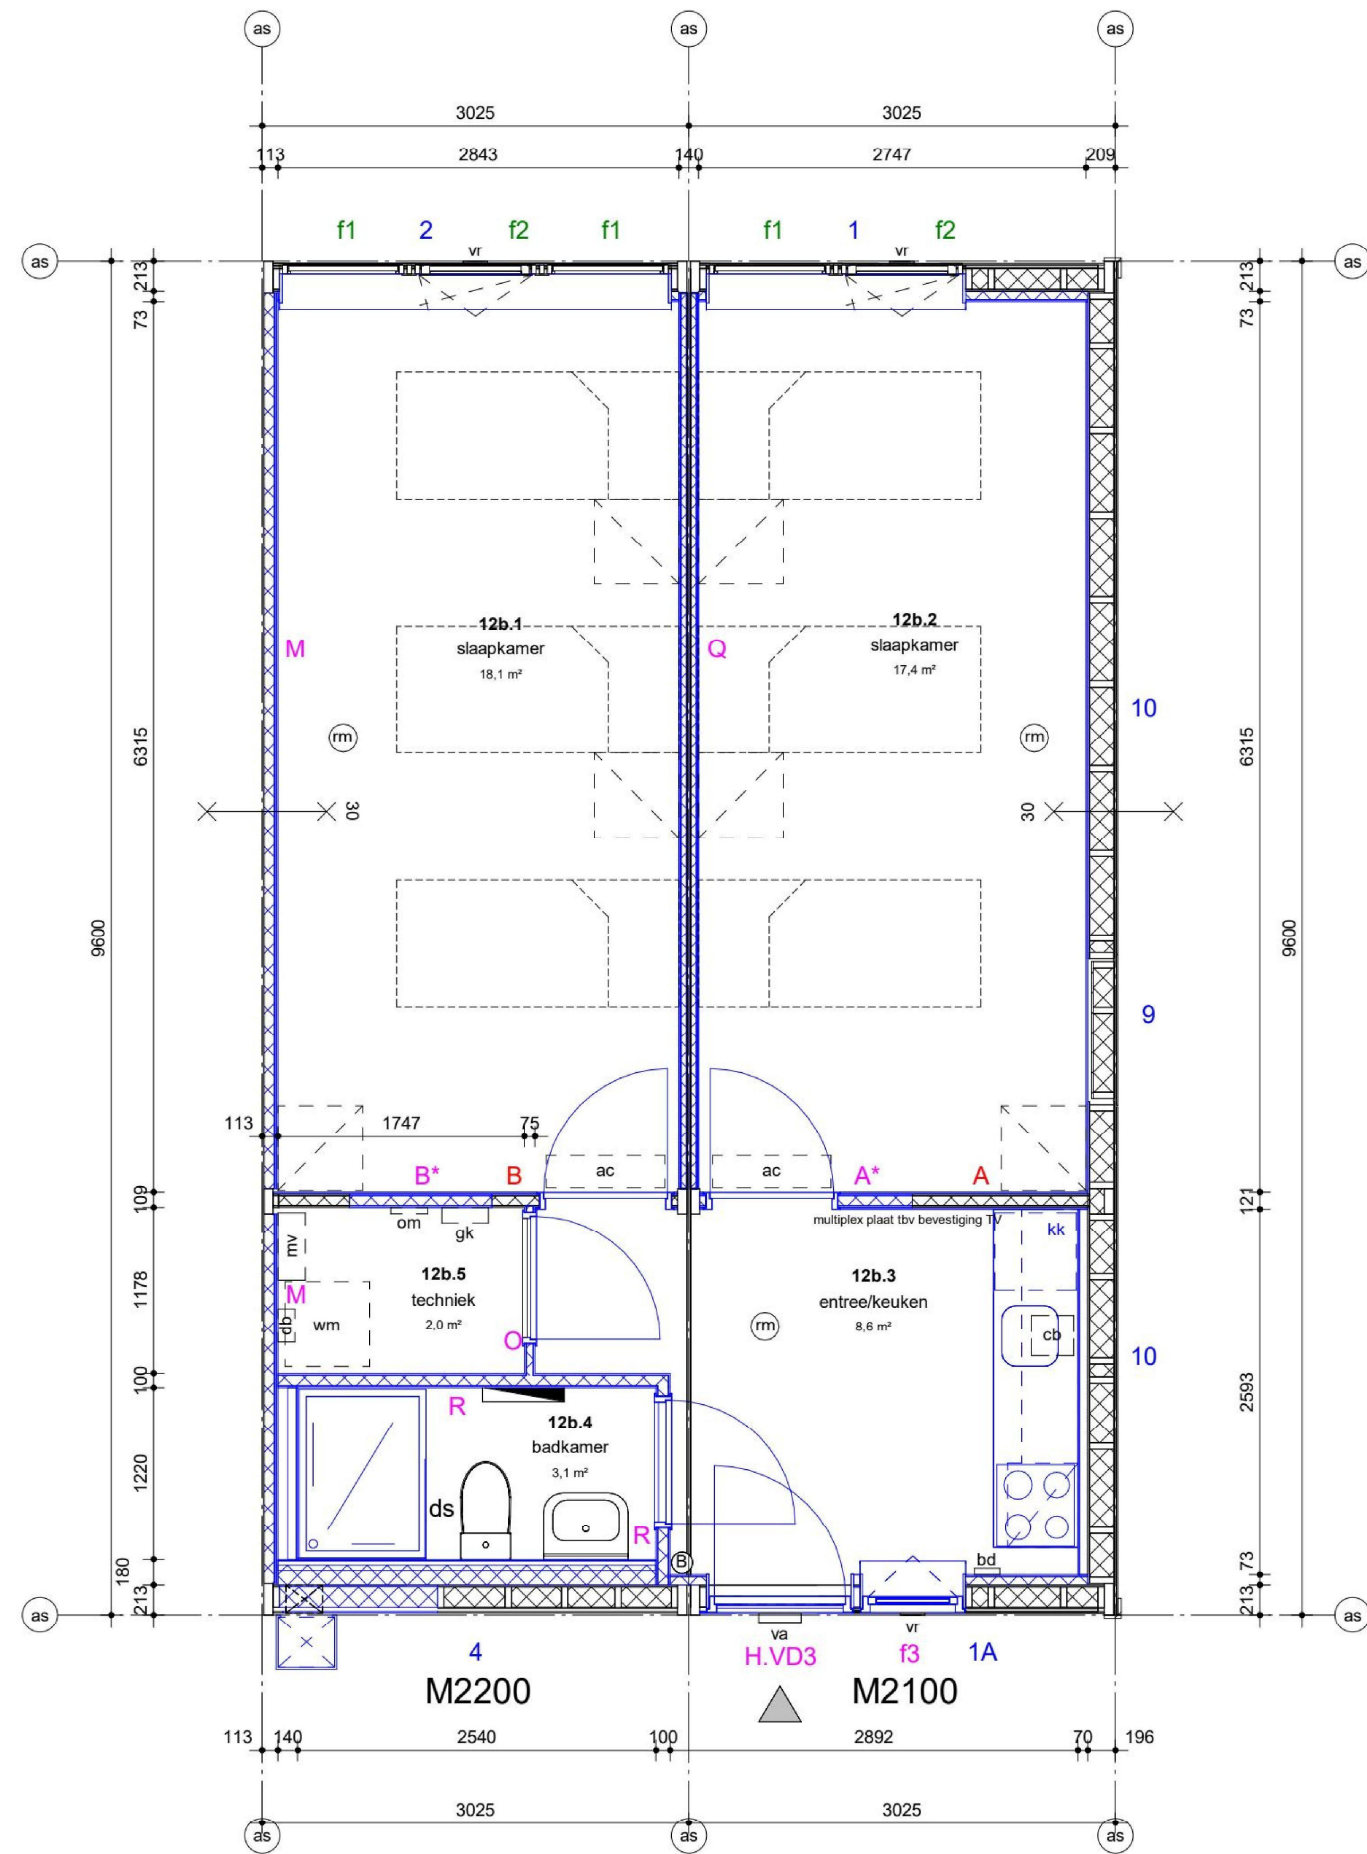 as as as
3025 3025
113 2843 140 2747 209
f1 2 f2 f1 f1 1 f2
vr vr
as as
213 213
73 73
12b.1 12b.2
slaapkamer slaapkamer
18,1 m² 17,4 m²
M Q
10
rm rm
6315 6315
30 30
9600 9600
9
113 1747 75
B* B ac ac A* A
109 121
multiplex plaat tbv bevestiging TV
om gk kk
mv
12b.5 12b.3
techniek entree/keuken
2,0 m² 8,6 m²
1178
M
db wm O rm cb
10
100
2593
R
12b.4
badkamer
3,1 m²
1220
ds
R
B bd
180 73
213 213
as as
va vr
4 H.VD3 f3 1A
M2200 M2100
113 140 2540 100 2892 70 196
3025 3025
as as as